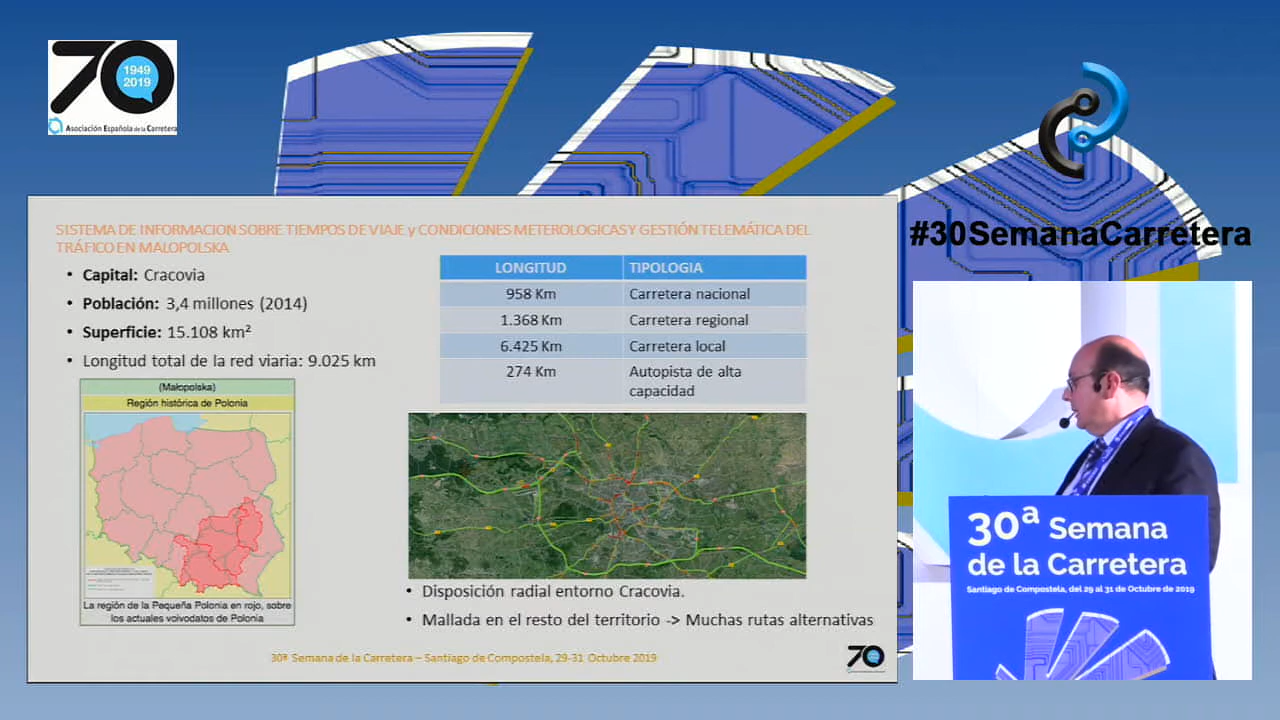 70
1949
2019
Asociación Española de la Carretera
#30SemanaCarretera
SISTEMA DE INFORMACION SOBRE TIEMPOS DE VIAJE y CONDICIONES METEROLOGICAS Y GESTIÓN TELEMÁTICA DEL
TRÁFICO EN MALOPOLSKA
• Capital: Cracovia
• Población: 3,4 millones (2014)
• Superficie: 15.108 km²
• Longitud total de la red viaria: 9.025 km
LONGITUD TIPOLOGIA
958 Km Carretera nacional
1.368 Km Carretera regional
6.425 Km Carretera local
274 Km Autopista de alta
capacidad
(Małopolska)
Región histórica de Polonia
La región de la Pequeña Polonia en rojo, sobre
los actuales voivodatos de Polonia
• Disposición radial entorno Cracovia.
• Mallada en el resto del territorio -> Muchas rutas alternativas
30ª Semana de la Carretera – Santiago de Compostela, 29-31 Octubre 2019
70
30ª Semana
de la Carretera
Santiago de Compostela, del 29 al 31 de Octubre de 2019